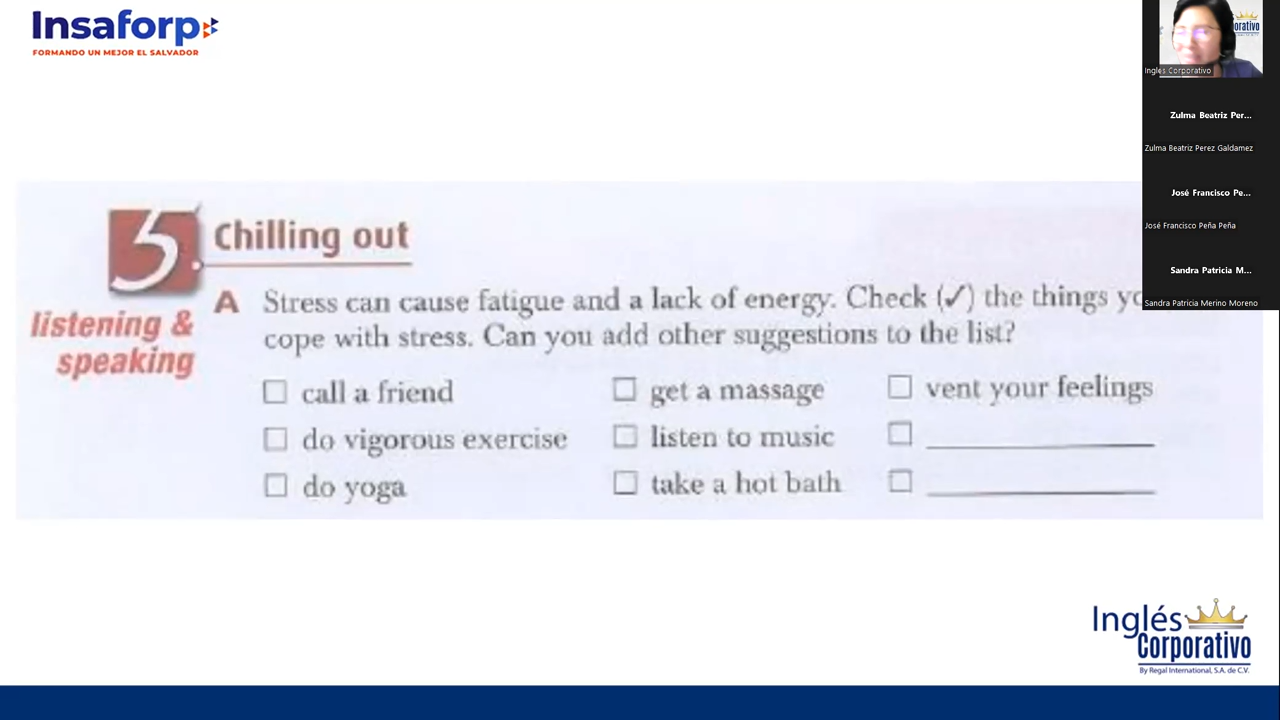 Insaforp
FORMANDO UN MEJOR EL SALVADOR
orativo
Inglés Corporativo
Zulma Beatriz Per...
Zulma Beatriz Perez Galdamez
José Francisco Pe...
José Francisco Peña Peña
Sandra Patricia M...
Sandra Patricia Merino Moreno
5
Chilling out
listening &
speaking
A Stress can cause fatigue and a lack of energy. Check (✓) the things
cope with stress. Can you add other suggestions to the list?
☐ call a friend ☐ get a massage ☐ vent your feelings
☐ do vigorous exercise ☐ listen to music ☐
☐ do yoga ☐ take a hot bath ☐
Inglés
Corporativo
By Regal International, S.A. de C.V.